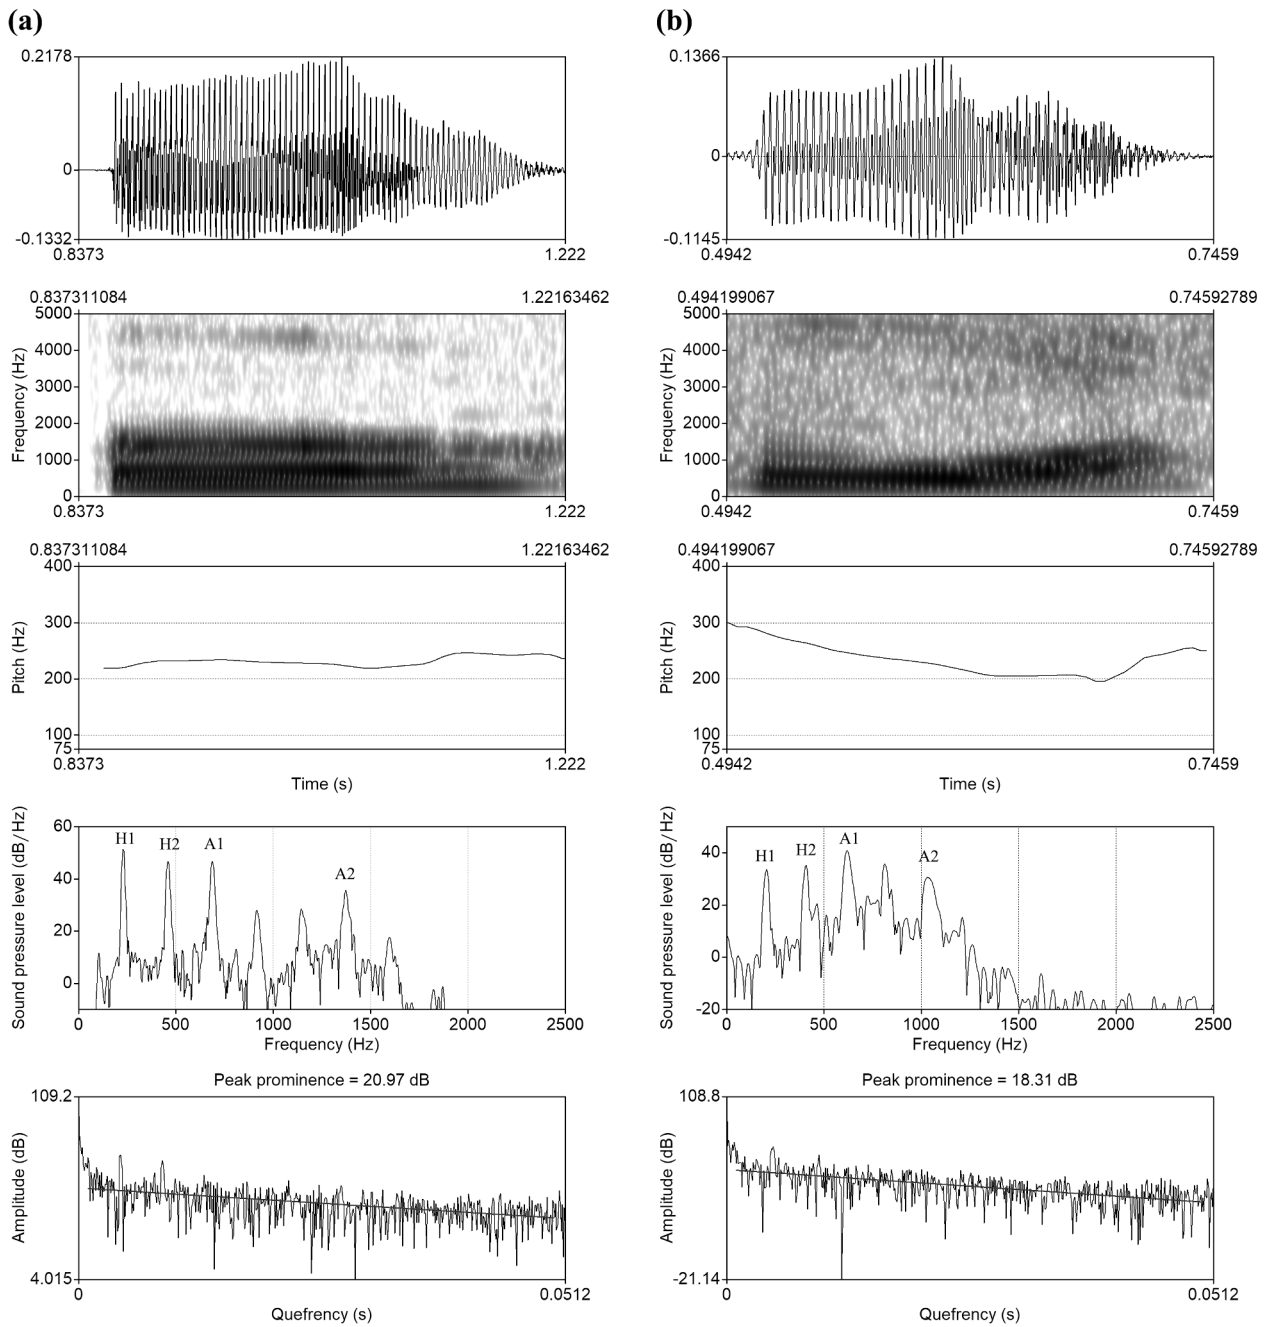 (a)
0.2178
0
-0.1332
0.8373
1.222
0.837311084
1.22163462
5000
4000
3000
2000
1000
0
Frequency (Hz)
0.8373
1.222
0.837311084
1.22163462
400
300
200
100
75
Pitch (Hz)
0.8373
1.222
Time (s)
60
40
20
0
Sound pressure level (dB/Hz)
H1
H2
A1
A2
0
500
1000
1500
2000
2500
Frequency (Hz)
Peak prominence = 20.97 dB
109.2
4.015
Amplitude (dB)
0
0.0512
Quefrency (s)
(b)
0.1366
0
-0.1145
0.4942
0.7459
0.494199067
0.74592789
5000
4000
3000
2000
1000
0
Frequency (Hz)
0.4942
0.7459
0.494199067
0.74592789
400
300
200
100
75
Pitch (Hz)
0.4942
0.7459
Time (s)
40
20
0
-20
Sound pressure level (dB/Hz)
H1
H2
A1
A2
0
500
1000
1500
2000
2500
Frequency (Hz)
Peak prominence = 18.31 dB
108.8
-21.14
Amplitude (dB)
0
0.0512
Quefrency (s)